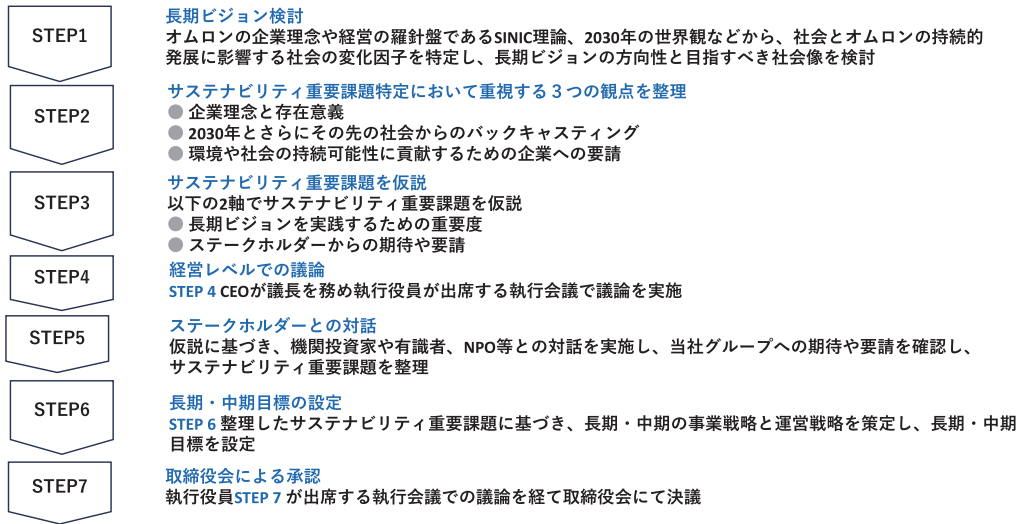 STEP1
長期ビジョン検討
オムロンの企業理念や経営の羅針盤であるSINIC理論、2030年の世界観などから、社会とオムロンの持続的
発展に影響する社会の変化因子を特定し、長期ビジョンの方向性と目指すべき社会像を検討
STEP2
サステナビリティ重要課題特定において重視する３つの観点を整理
● 企業理念と存在意義
● 2030年とさらにその先の社会からのバックキャスティング
● 環境や社会の持続可能性に貢献するための企業への要請
STEP3
サステナビリティ重要課題を仮説
以下の2軸でサステナビリティ重要課題を仮説
● 長期ビジョンを実践するための重要度
● ステークホルダーからの期待や要請
STEP4
経営レベルでの議論
STEP 4 CEOが議長を務め執行役員が出席する執行会議で議論を実施
STEP5
ステークホルダーとの対話
仮説に基づき、機関投資家や有識者、NPO等との対話を実施し、当社グループへの期待や要請を確認し、
サステナビリティ重要課題を整理
STEP6
長期・中期目標の設定
STEP 6 整理したサステナビリティ重要課題に基づき、長期・中期の事業戦略と運営戦略を策定し、長期・中期
目標を設定
STEP7
取締役会による承認
執行役員STEP 7 が出席する執行会議での議論を経て取締役会にて決議